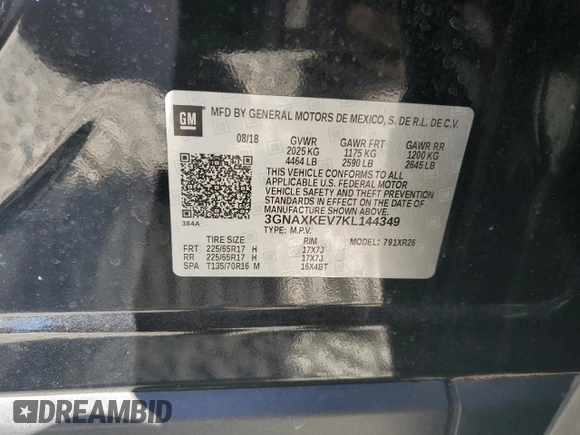 GM
MFD BY GENERAL MOTORS DE MEXICO, S. DE R.L. DE C.V.
08/18 GVWR GAWR FRT GAWR RR
2025 KG 1175 KG 1200 KG
4464 LB 2590 LB 2645 LB
THIS VEHICLE CONFORMS TO ALL
APPLICABLE U.S. FEDERAL MOTOR
VEHICLE SAFETY AND THEFT PREVENTION
STANDARDS IN EFFECT ON THE DATE OF
MANUFACTURE SHOWN ABOVE.
384A 3GNAXKEV7KL144349
TYPE: M.P.V.
TIRE SIZE RIM MODEL: 791XR26
FRT 225/65R17 H 17X7J
RR 225/65R17 H 17X7J
SPA T135/70R16 M 16X4BT
DREAMBID